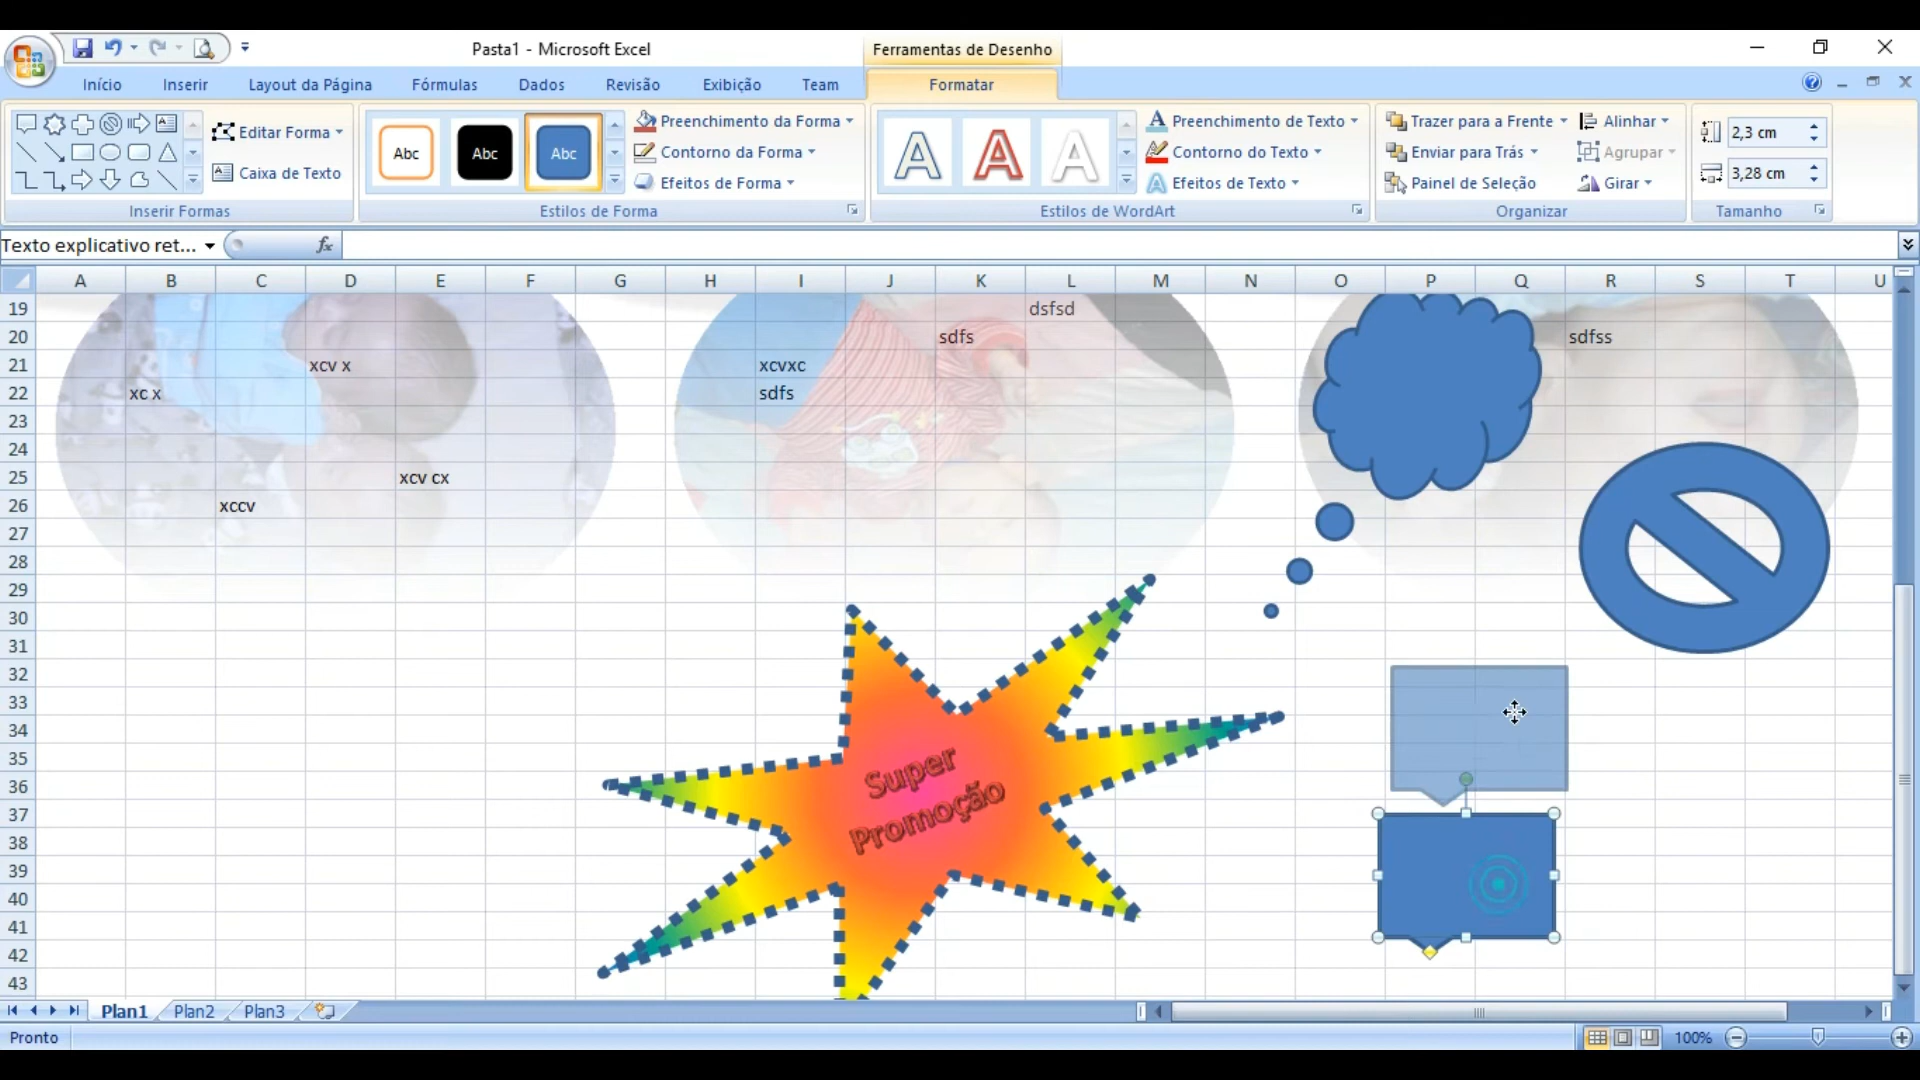 Pasta1 - Microsoft Excel
Ferramentas de Desenho
Início Inserir Layout da Página Fórmulas Dados Revisão Exibição Team Formatar
Editar Forma
Caixa de Texto
Inserir Formas
Abc Abc Abc
Preenchimento da Forma
Contorno da Forma
Efeitos de Forma
Estilos de Forma
A A A
Preenchimento de Texto
Contorno do Texto
Efeitos de Texto
Estilos de WordArt
Trazer para a Frente
Enviar para Trás
Painel de Seleção
Alinhar
Agrupar
Girar
Organizar
2,3 cm
3,28 cm
Tamanho
Texto explicativo ret... fx
A B C D E F G H I J K L M N O P Q R S T U
19 dsfsd
20 sdfs sdfss
21 xcv x xcvxc
22 xc x sdfs
23
24
25 xcv cx
26 xccv
27
28
29
30
31
32
33
34
35
36
37
38
39
40
41
42
43
Super
Promoção
Plan1 Plan2 Plan3
Pronto 100%